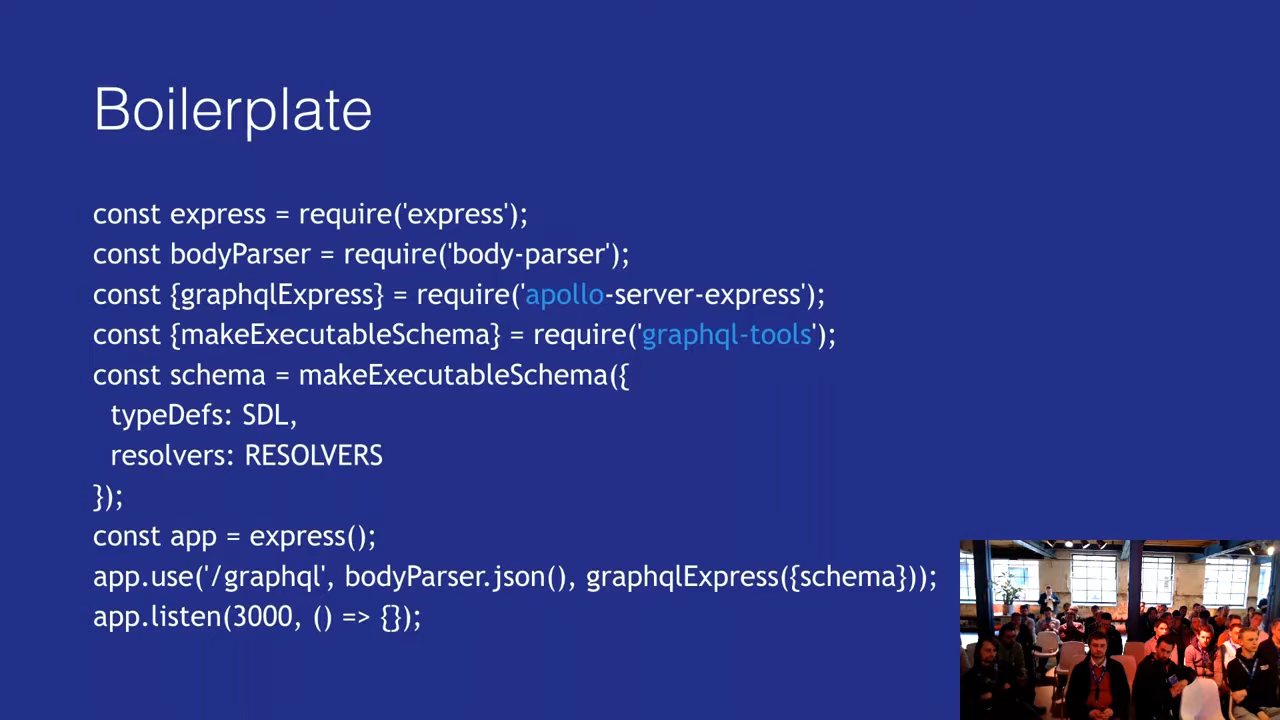 Boilerplate
const express = require('express');
const bodyParser = require('body-parser');
const {graphqlExpress} = require('apollo-server-express');
const {makeExecutableSchema} = require('graphql-tools');
const schema = makeExecutableSchema({
  typeDefs: SDL,
  resolvers: RESOLVERS
});
const app = express();
app.use('/graphql', bodyParser.json(), graphqlExpress({schema}));
app.listen(3000, () => {});